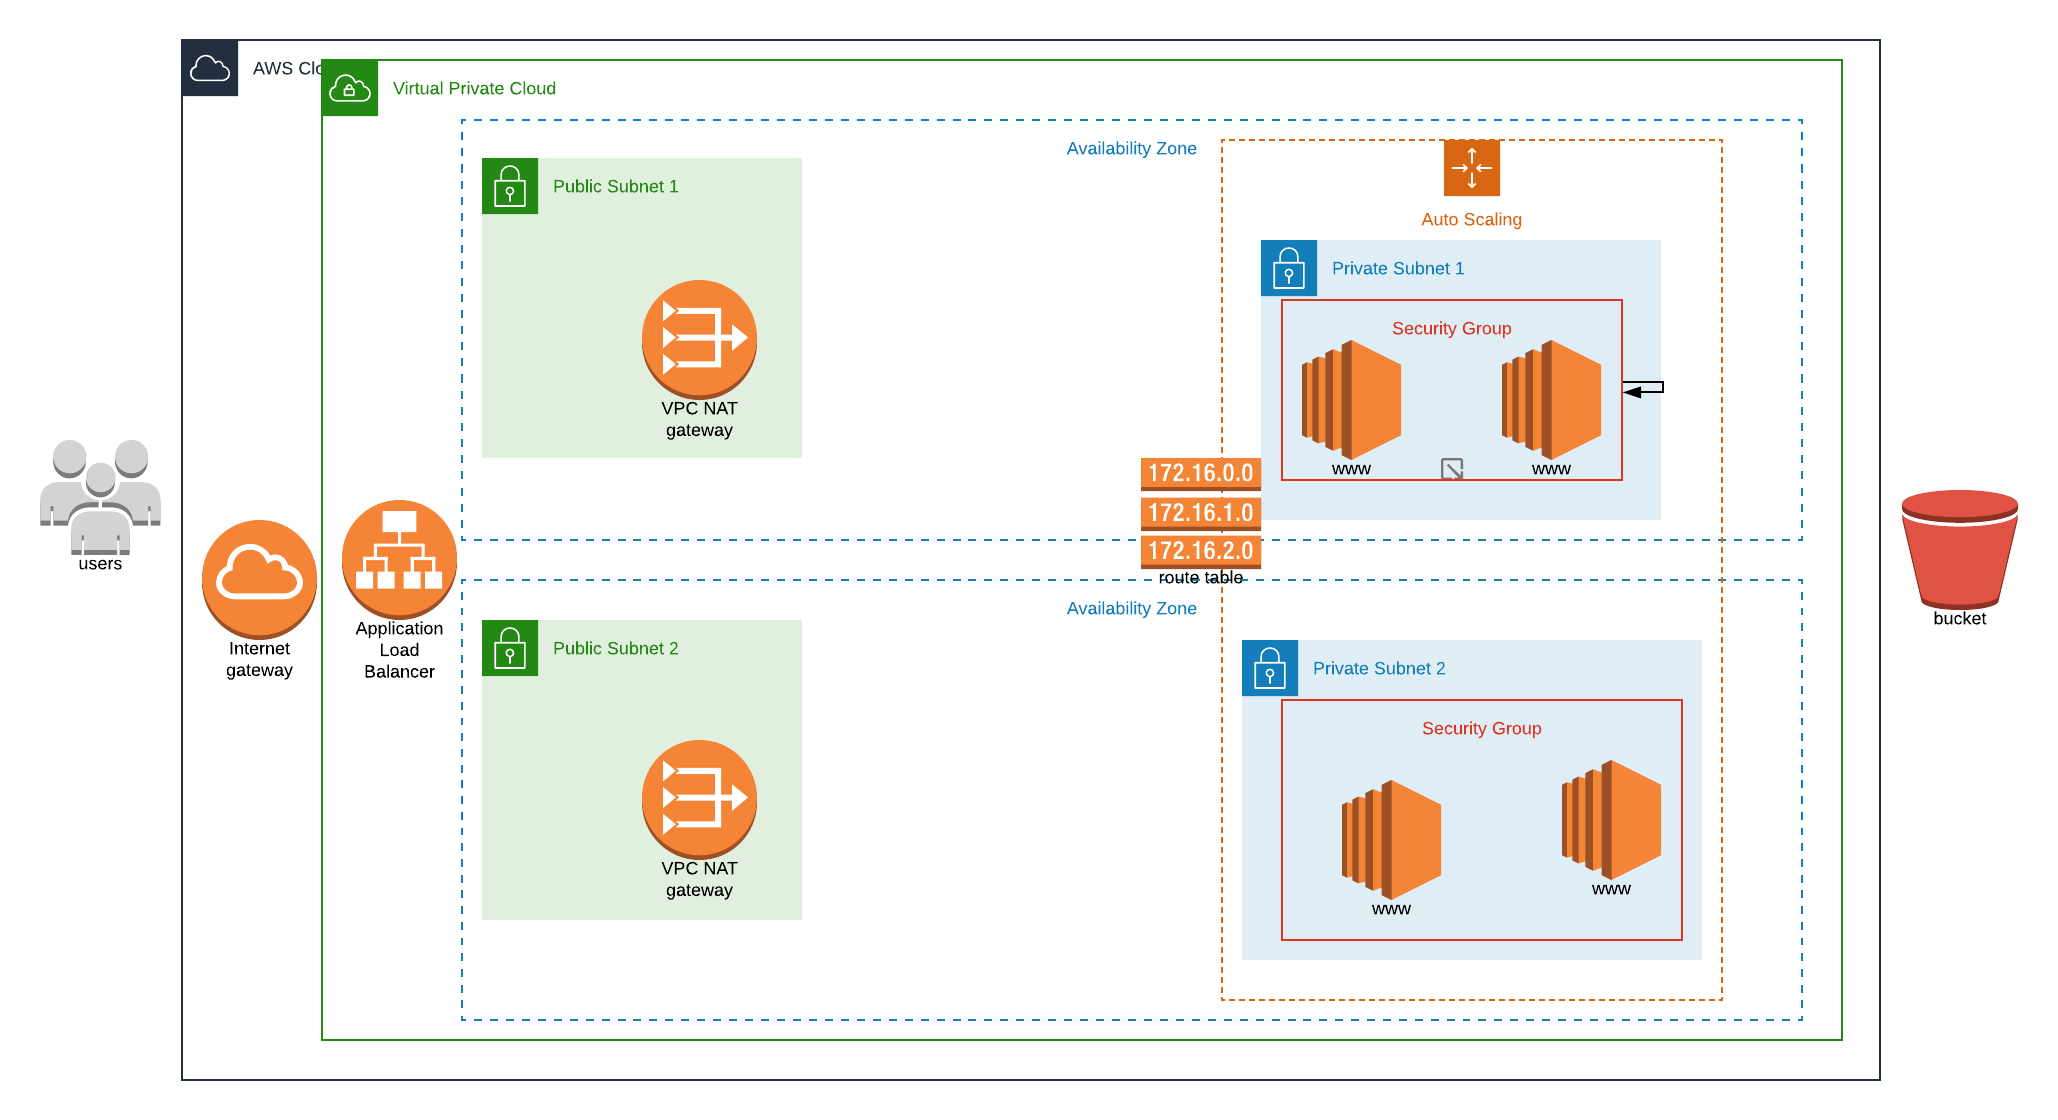 AWS Clo
Virtual Private Cloud
Availability Zone
Public Subnet 1
Auto Scaling
Private Subnet 1
Security Group
VPC NAT
gateway
www
www
172.16.0.0
172.16.1.0
172.16.2.0
route table
users
Internet
gateway
Application
Load
Balancer
bucket
Availability Zone
Public Subnet 2
Private Subnet 2
Security Group
VPC NAT
gateway
www
www